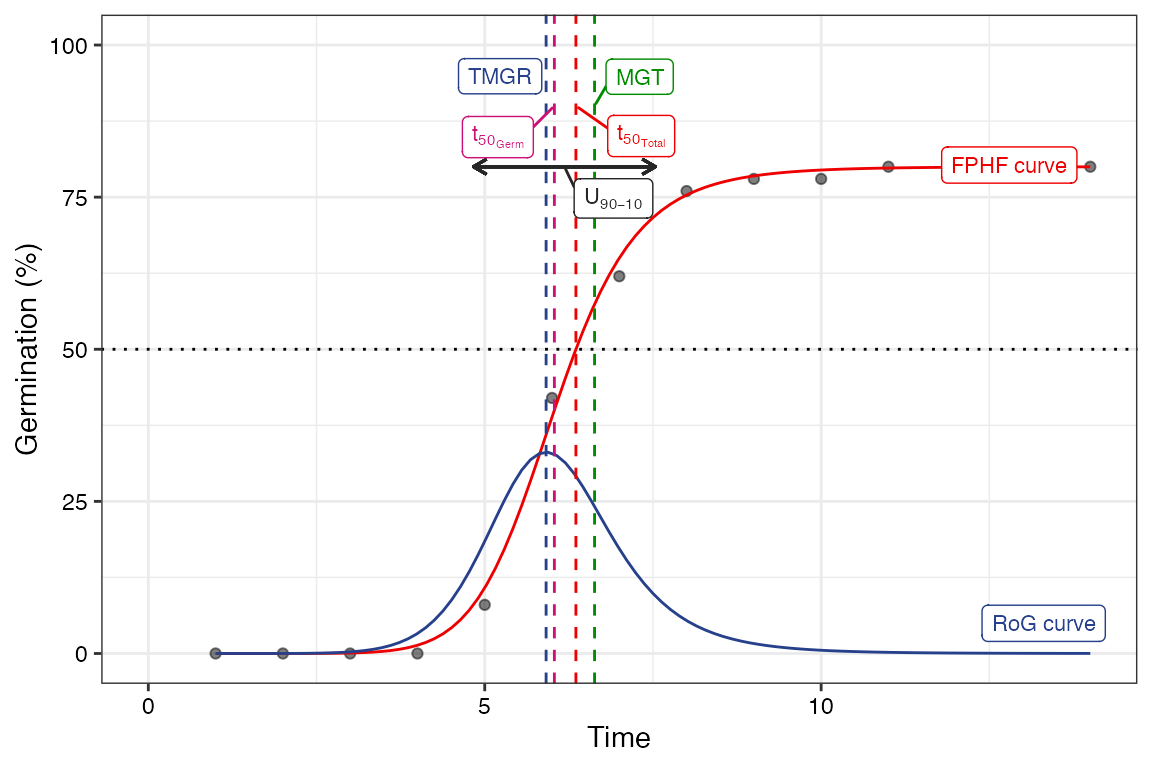 100
TMGR
MGT
t50Germ
t50Total
FPHF curve
75
U90−10
50
Germination (%)
25
RoG curve
0
0
5
10
Time